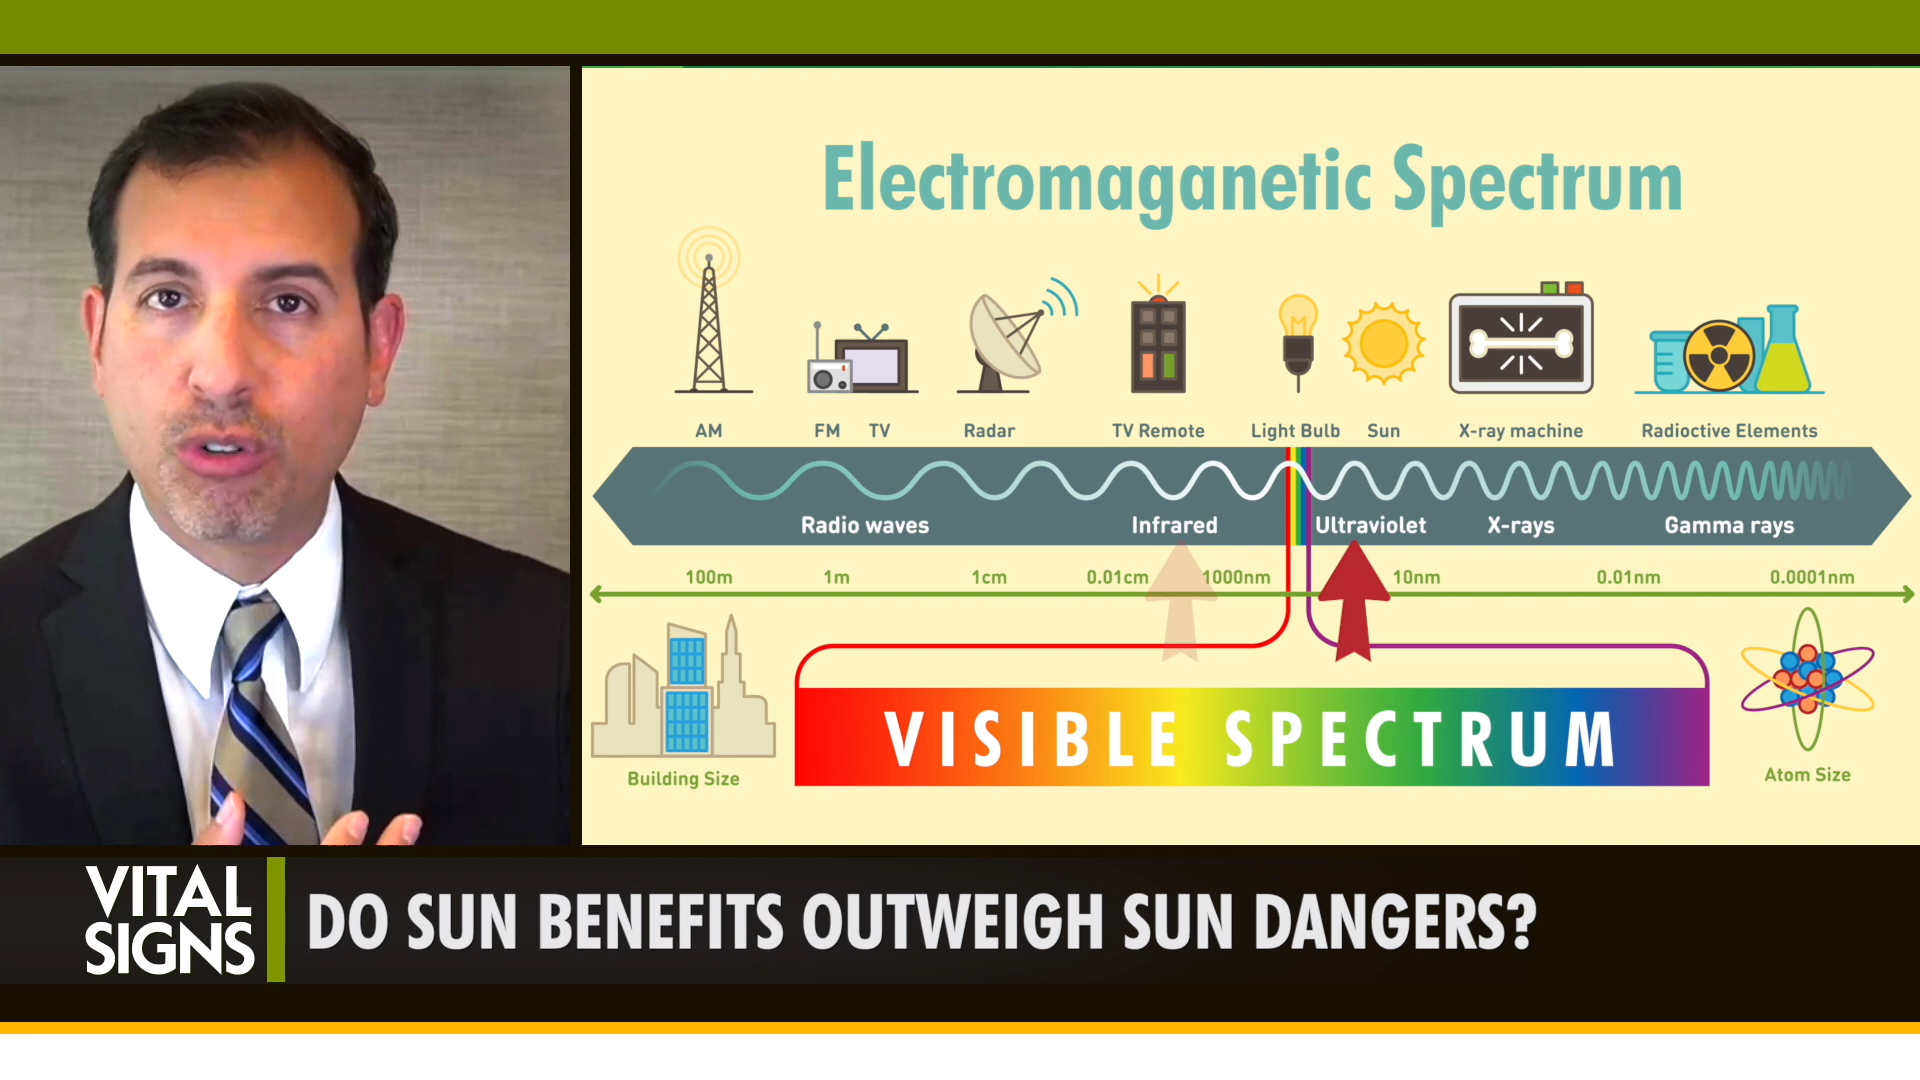 Electromaganetic Spectrum
AM FM TV Radar TV Remote Light Bulb Sun X-ray machine Radioctive Elements
Radio waves Infrared Ultraviolet X-rays Gamma rays
100m 1m 1cm 0.01cm 1000nm 10nm 0.01nm 0.0001nm
VISIBLE SPECTRUM
Building Size
Atom Size
VITAL
SIGNS
DO SUN BENEFITS OUTWEIGH SUN DANGERS?